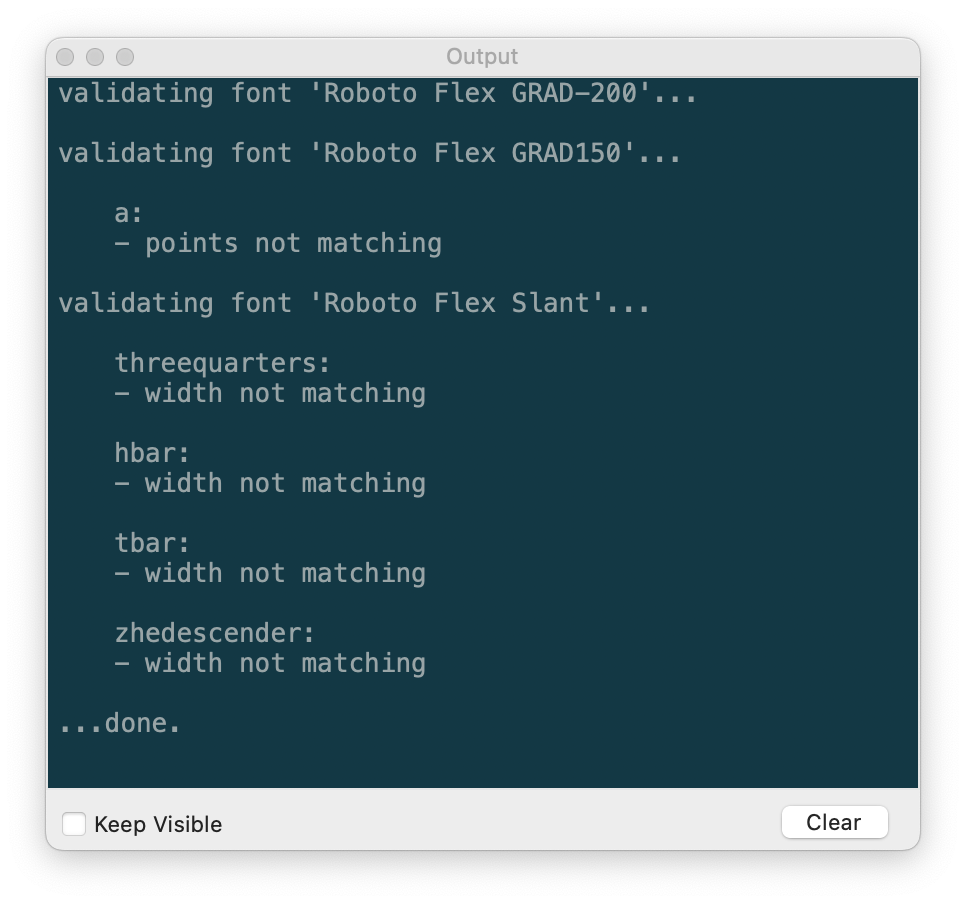 Output
validating font 'Roboto Flex GRAD-200'...
validating font 'Roboto Flex GRAD150'...
a:
- points not matching
validating font 'Roboto Flex Slant'...
threequarters:
- width not matching
hbar:
- width not matching
tbar:
- width not matching
zhedescender:
- width not matching
...done.
Keep Visible
Clear